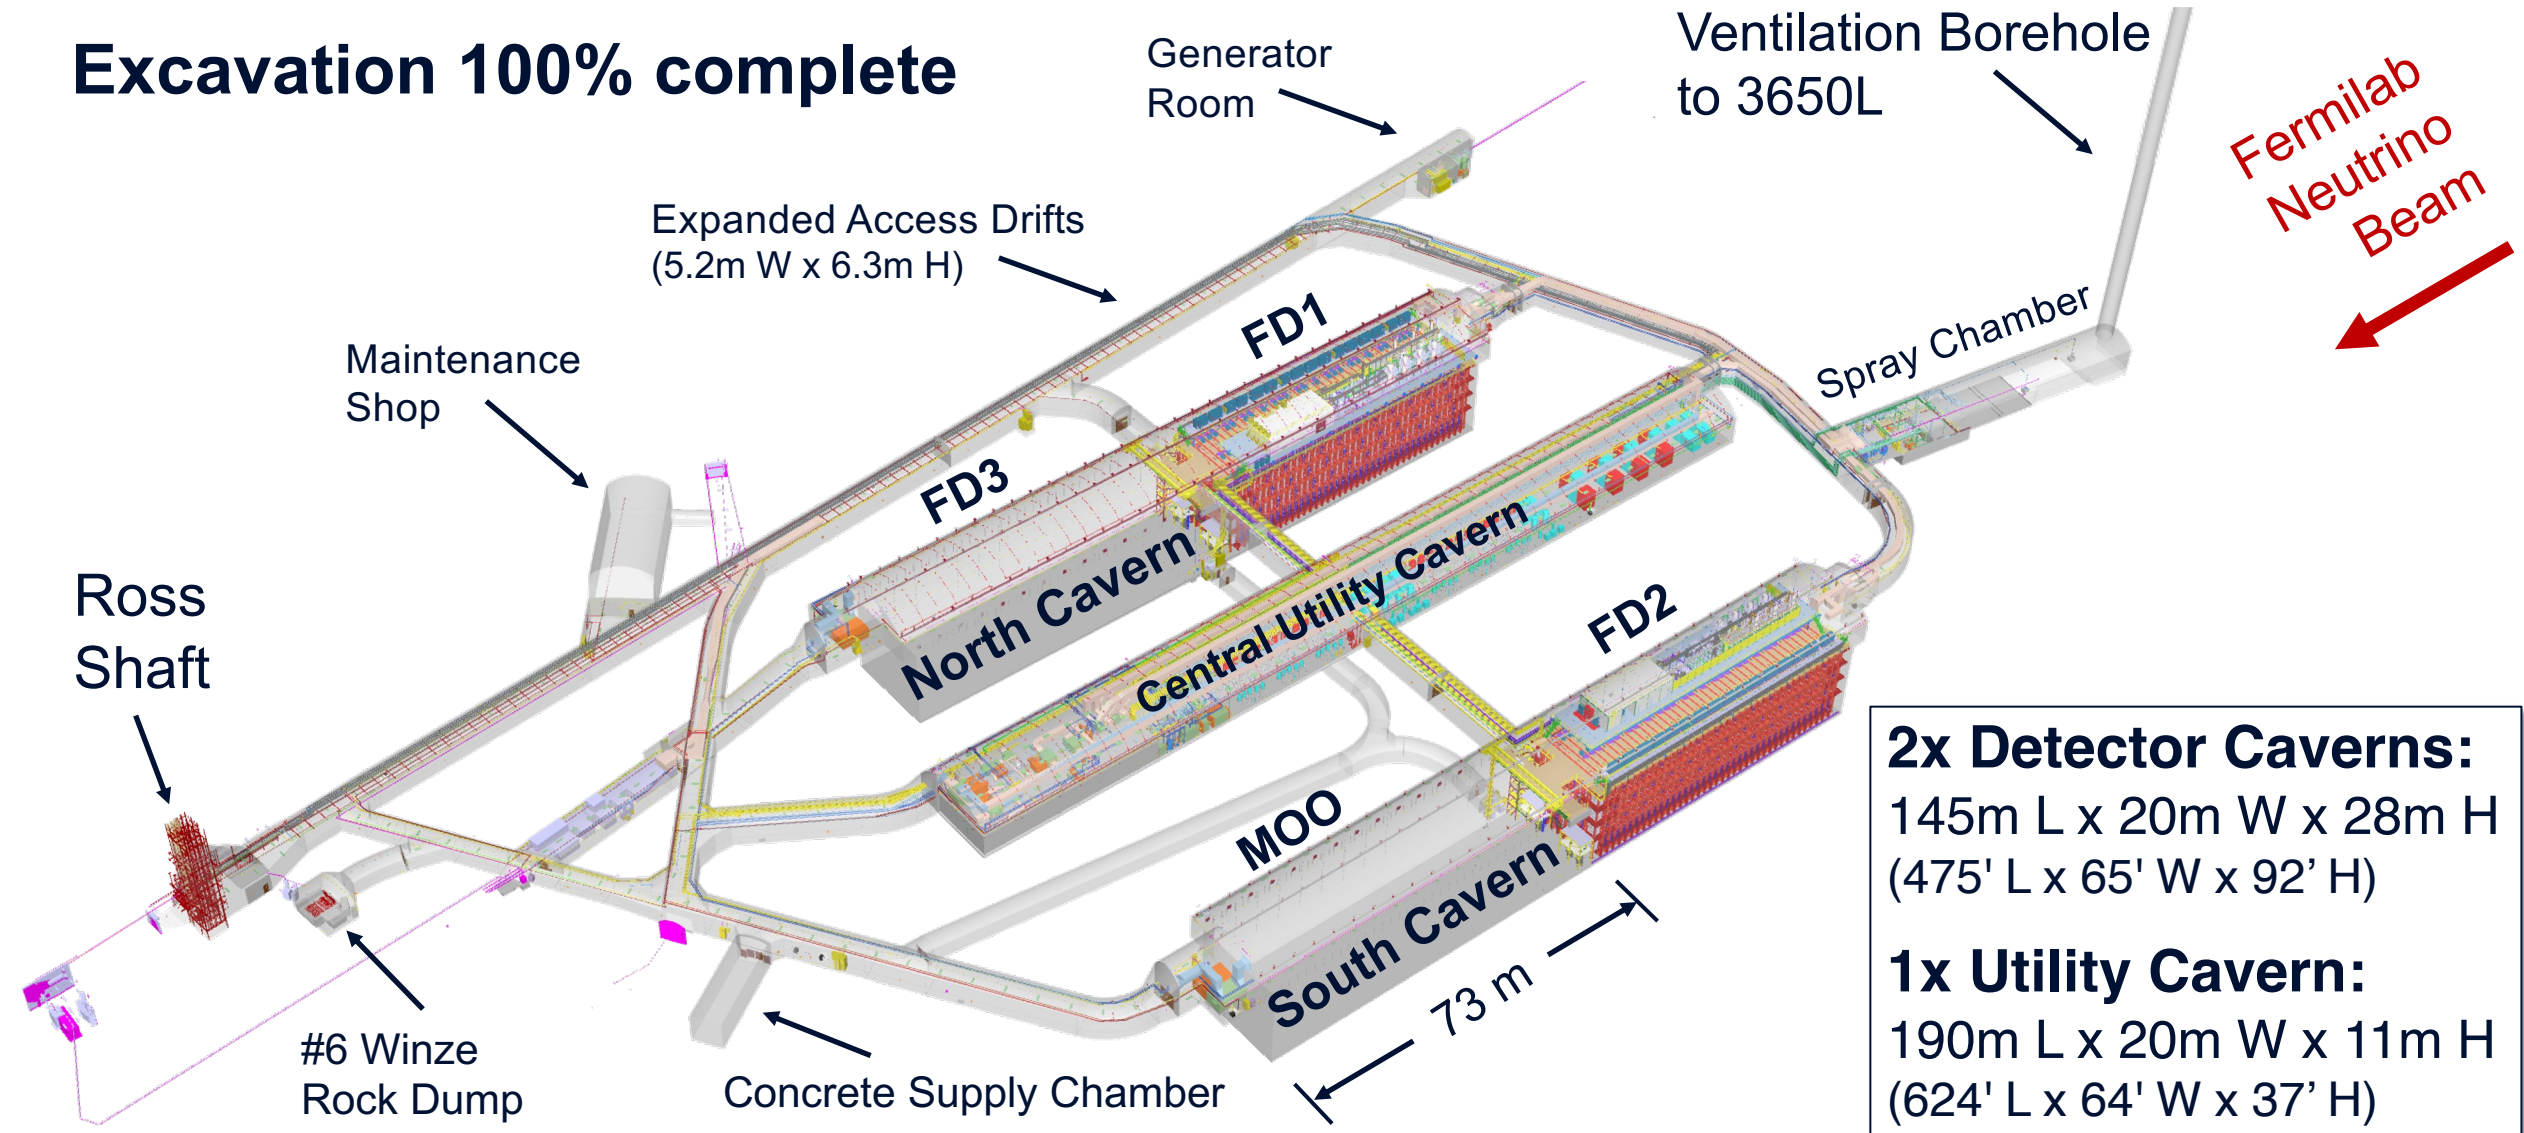 Excavation 100% complete
Generator
Room
Ventilation Borehole
to 3650L
Fermilab
Neutrino
Beam
Expanded Access Drifts
(5.2m W x 6.3m H)
Maintenance
Shop
FD1
Spray Chamber
FD3
North Cavern
Central Utility Cavern
FD2
Ross
Shaft
MOO
South Cavern
73 m
#6 Winze
Rock Dump
Concrete Supply Chamber
2x Detector Caverns:
145m L x 20m W x 28m H
(475' L x 65' W x 92’ H)
1x Utility Cavern:
190m L x 20m W x 11m H
(624' L x 64' W x 37’ H)